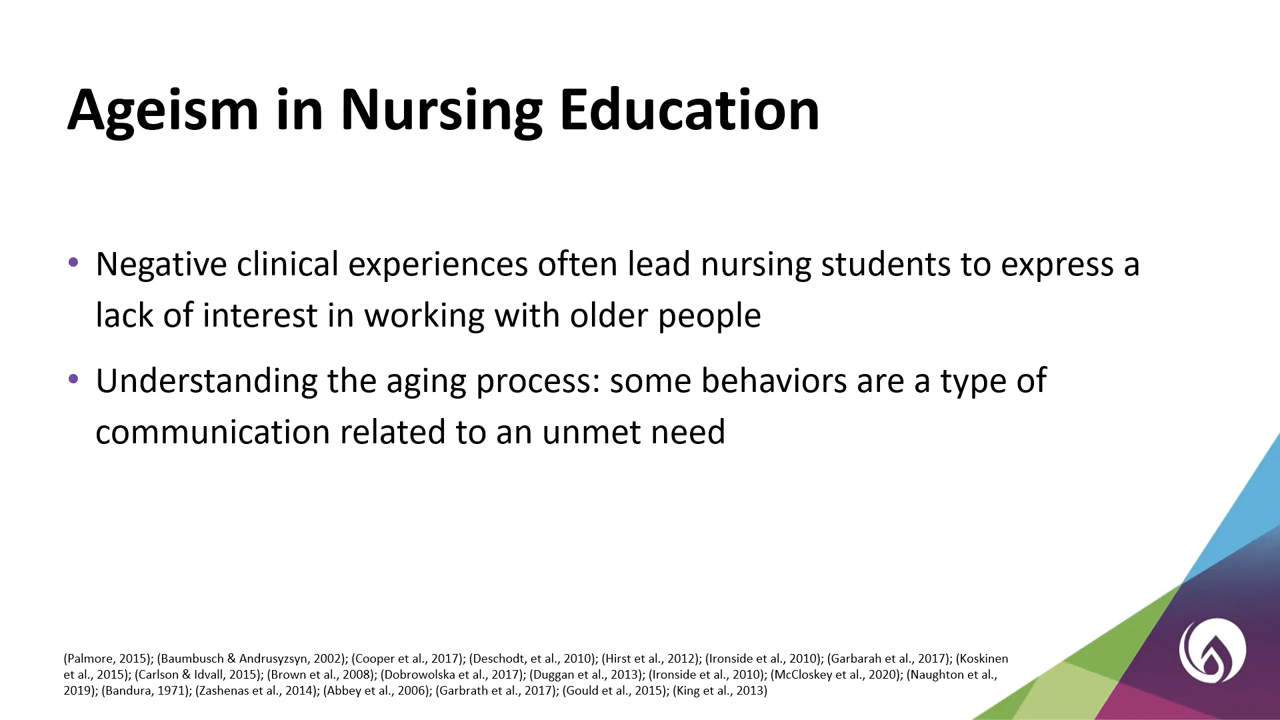 Ageism in Nursing Education
• Negative clinical experiences often lead nursing students to express a
lack of interest in working with older people
• Understanding the aging process: some behaviors are a type of
communication related to an unmet need
(Palmore, 2015); (Baumbusch & Andrusyzsyn, 2002); (Cooper et al., 2017); (Deschodt, et al., 2010); (Hirst et al., 2012); (Ironside et al., 2010); (Garbarah et al., 2017); (Koskinen
et al., 2015); (Carlson & Idvall, 2015); (Brown et al., 2008); (Dobrowolska et al., 2017); (Duggan et al., 2013); (Ironside et al., 2010); (McCloskey et al., 2020); (Naughton et al.,
2019); (Bandura, 1971); (Zashenas et al., 2014); (Abbey et al., 2006); (Garbrath et al., 2017); (Gould et al., 2015); (King et al., 2013)